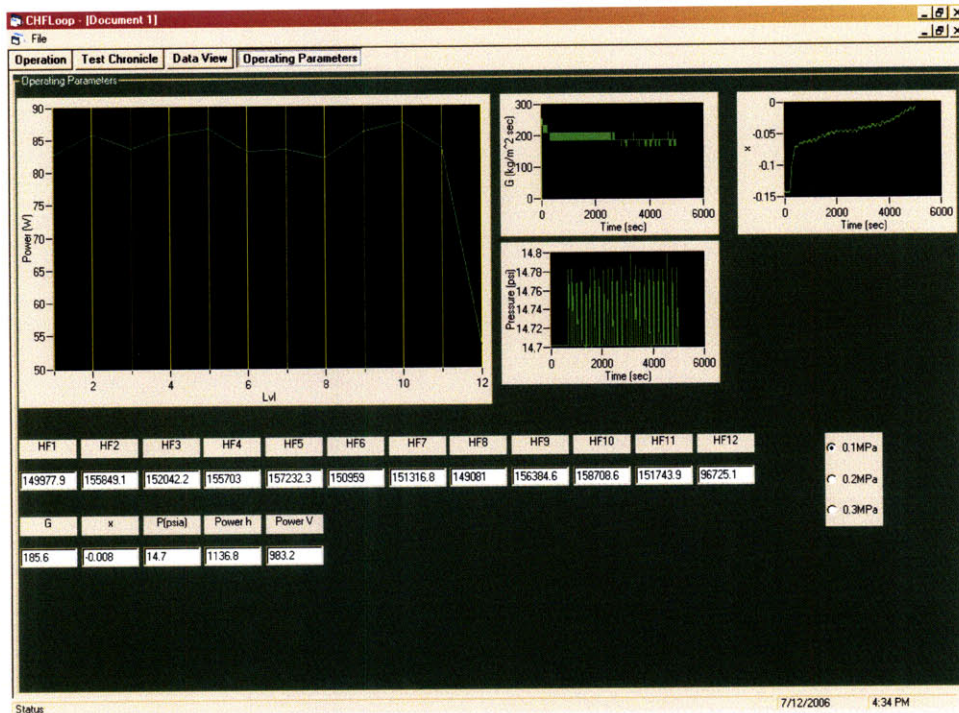 CHFLoop - [Document 1]
File
Operation Test Chronicle Data View Operating Parameters
Operating Parameters
90
85
80
75
70
65
60
55
50
Power (W)
2 4 6 8 10 12
Lvl
300
200
100
0
G (kg/m^2 sec)
0 2000 4000 6000
Time (sec)
0
-0.05
-0.1
-0.15
x
0 2000 4000 6000
Time (sec)
14.8
14.78
14.76
14.74
14.72
14.7
Pressure (psi)
0 2000 4000 6000
Time (sec)
HF1 HF2 HF3 HF4 HF5 HF6 HF7 HF8 HF9 HF10 HF11 HF12
149977.9 155849.1 152042.2 155703 157232.3 150959 151316.8 149081 156384.6 158708.6 151743.9 96725.1
0.1MPa
0.2MPa
0.3MPa
G x P(psia) Power h Power V
185.6 -0.008 14.7 1136.8 983.2
Status 7/12/2006 4:34 PM